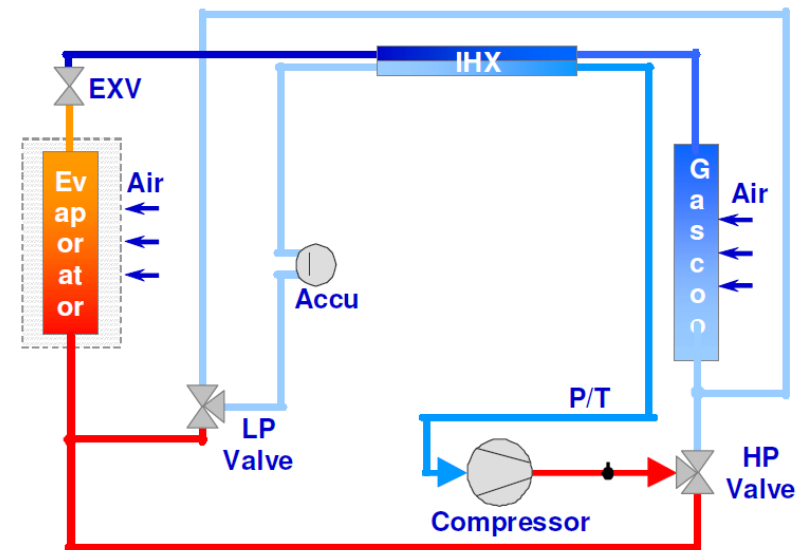 IHX
EXV
Ev
ap
or
at
or
Air
G
a
s
c
o
o
Air
Accu
P/T
LP
Valve
HP
Valve
Compressor